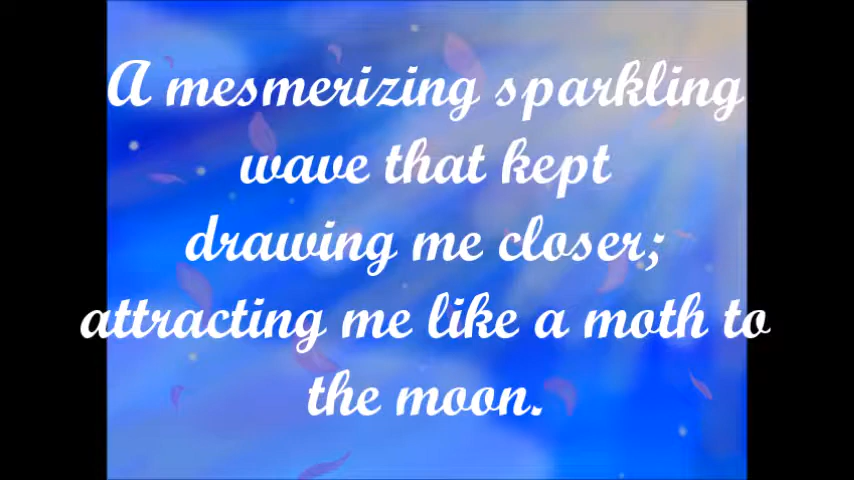 A mesmerizing sparkling
wave that kept
drawing me closer;
attracting me like a moth to
the moon.